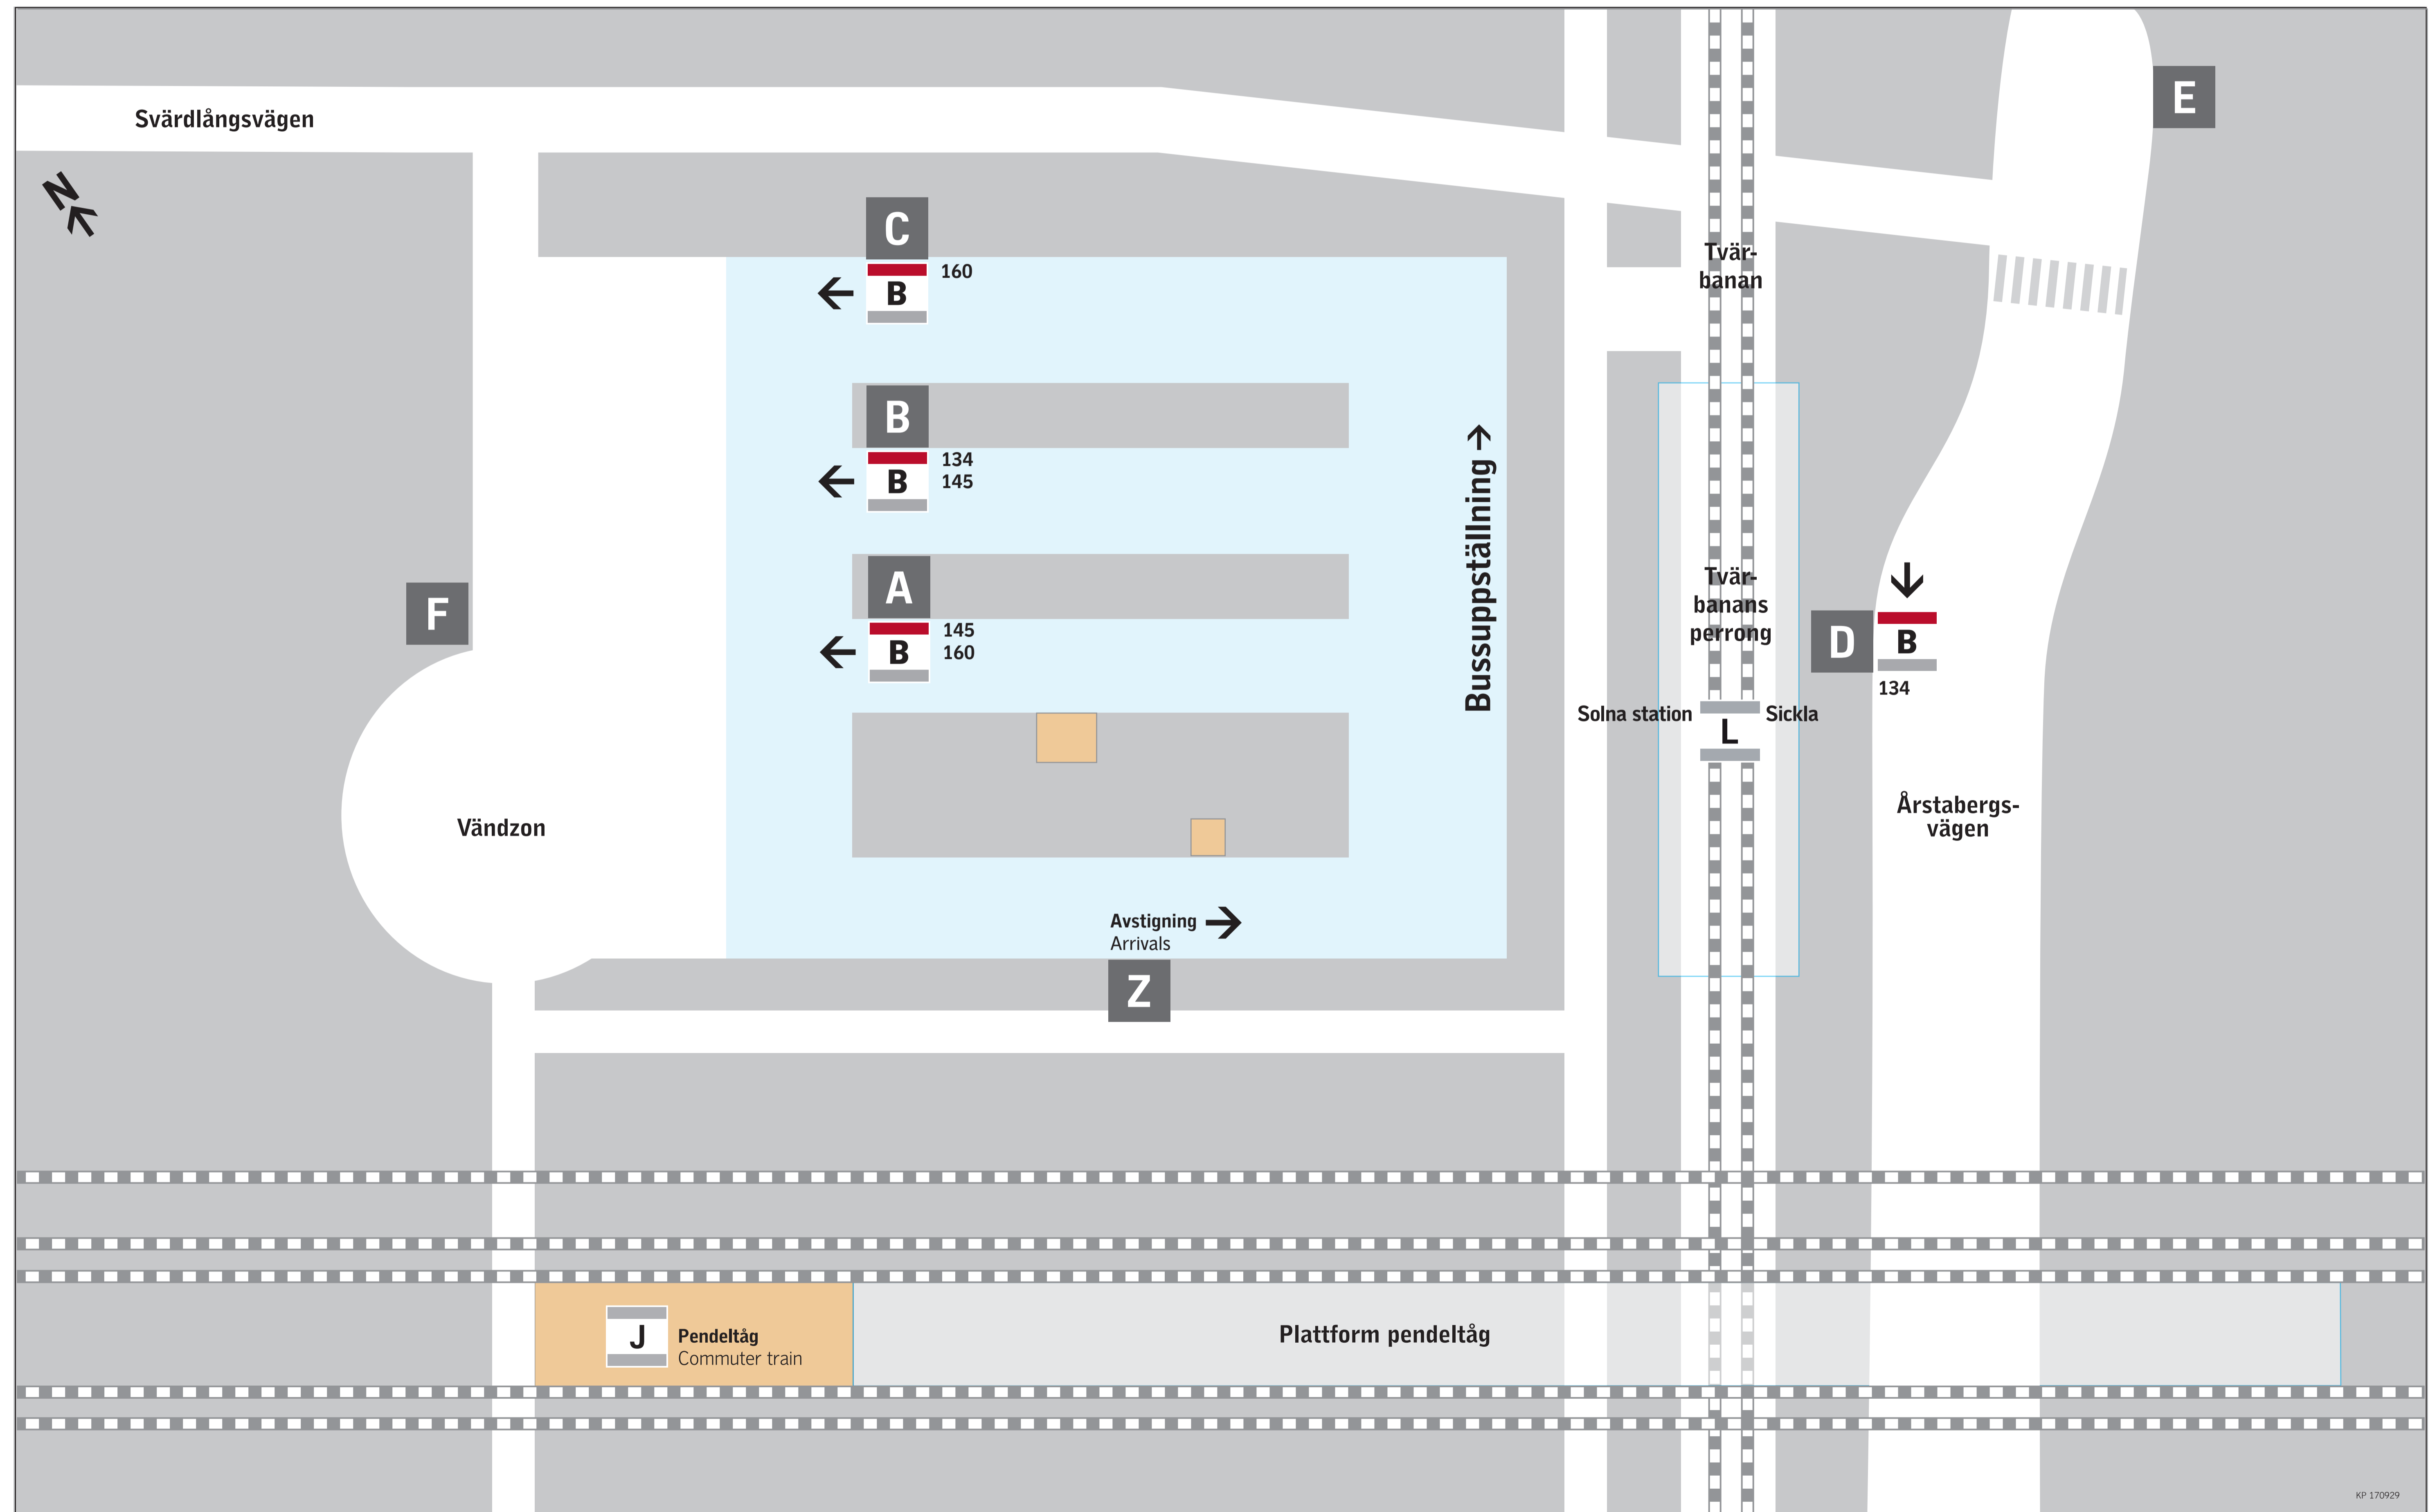 Svärdlångsvägen
N
E
C
B
160
Tvär-
banan
B
B
134
145
A
B
145
160
F
Bussuppställning
Tvär-
banans
perrong
D
B
134
Solna station
L
Sickla
Vändzon
Årstabergs-
vägen
Avstigning
Arrivals
Z
J
Pendeltåg
Commuter train
Plattform pendeltåg
KP 170929